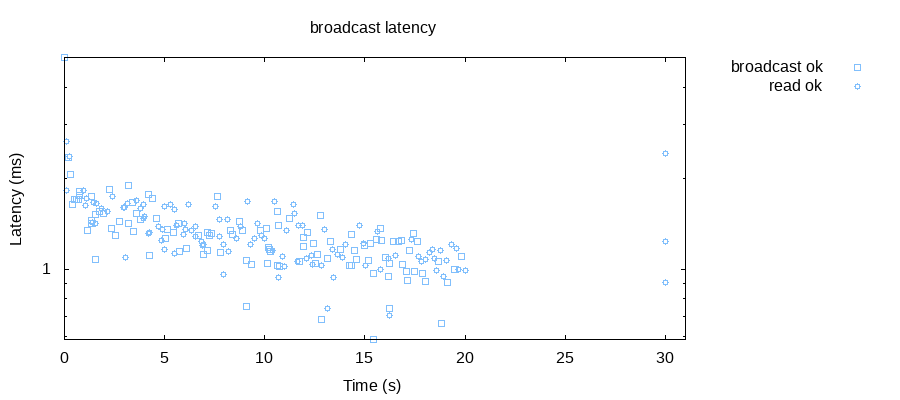 broadcast latency
broadcast ok
read ok
Latency (ms)
1
0 5 10 15 20 25 30
Time (s)